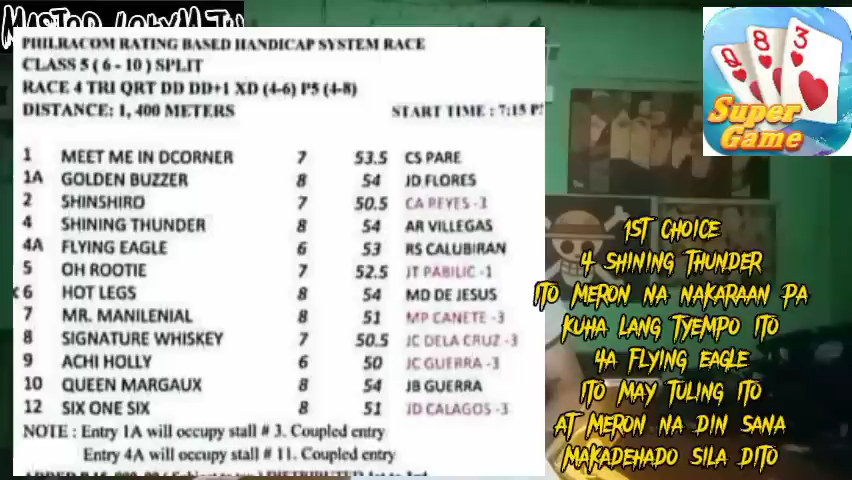 PHILRACOM RATING BASED HANDICAP SYSTEM RACE
CLASS 5 ( 6 - 10 ) SPLIT
RACE 4 TRI QRT DD DD+1 XD (4-6) P5 (4-8)
DISTANCE: 1, 400 METERS START TIME : 7:15 P
1 MEET ME IN DCORNER 7 53.5 CS PARE
1A GOLDEN BUZZER 8 54 JD FLORES
2 SHINSHIRO 7 50.5 CA REYES -3
4 SHINING THUNDER 8 54 AR VILLEGAS
4A FLYING EAGLE 6 53 RS CALUBIRAN
5 OH ROOTIE 7 52.5 JT PABILIC -1
6 HOT LEGS 8 54 MD DE JESUS
7 MR. MANILENIAL 8 51 MP CANETE -3
8 SIGNATURE WHISKEY 7 50.5 JC DELA CRUZ -3
9 ACHI HOLLY 6 50 JC GUERRA -3
10 QUEEN MARGAUX 8 54 JB GUERRA
12 SIX ONE SIX 8 51 JD CALAGOS -3
NOTE : Entry 1A will occupy stall # 3. Coupled entry
Entry 4A will occupy stall # 11. Coupled entry
Q 8 3
Super
Game
1ST CHOICE
4 SHINING THUNDER
ITO MERON NA NAKARAAN PA
KUHA LANG TYEMPO ITO
4A FLYING EAGLE
ITO MAY TULING ITO
AT MERON NA DIN SANA
MAKADEHADO SILA DITO